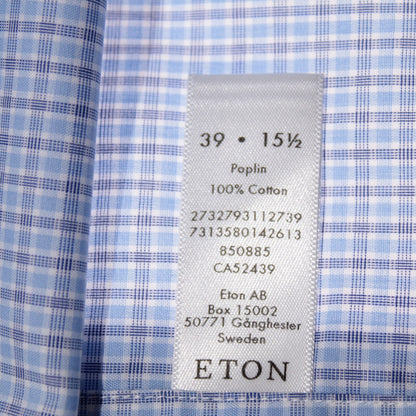 39 • 15½
Poplin
100% Cotton
2732793112739
7313580142613
850885
CA52439
Eton AB
Box 15002
50771 Gånghester
Sweden
ETON